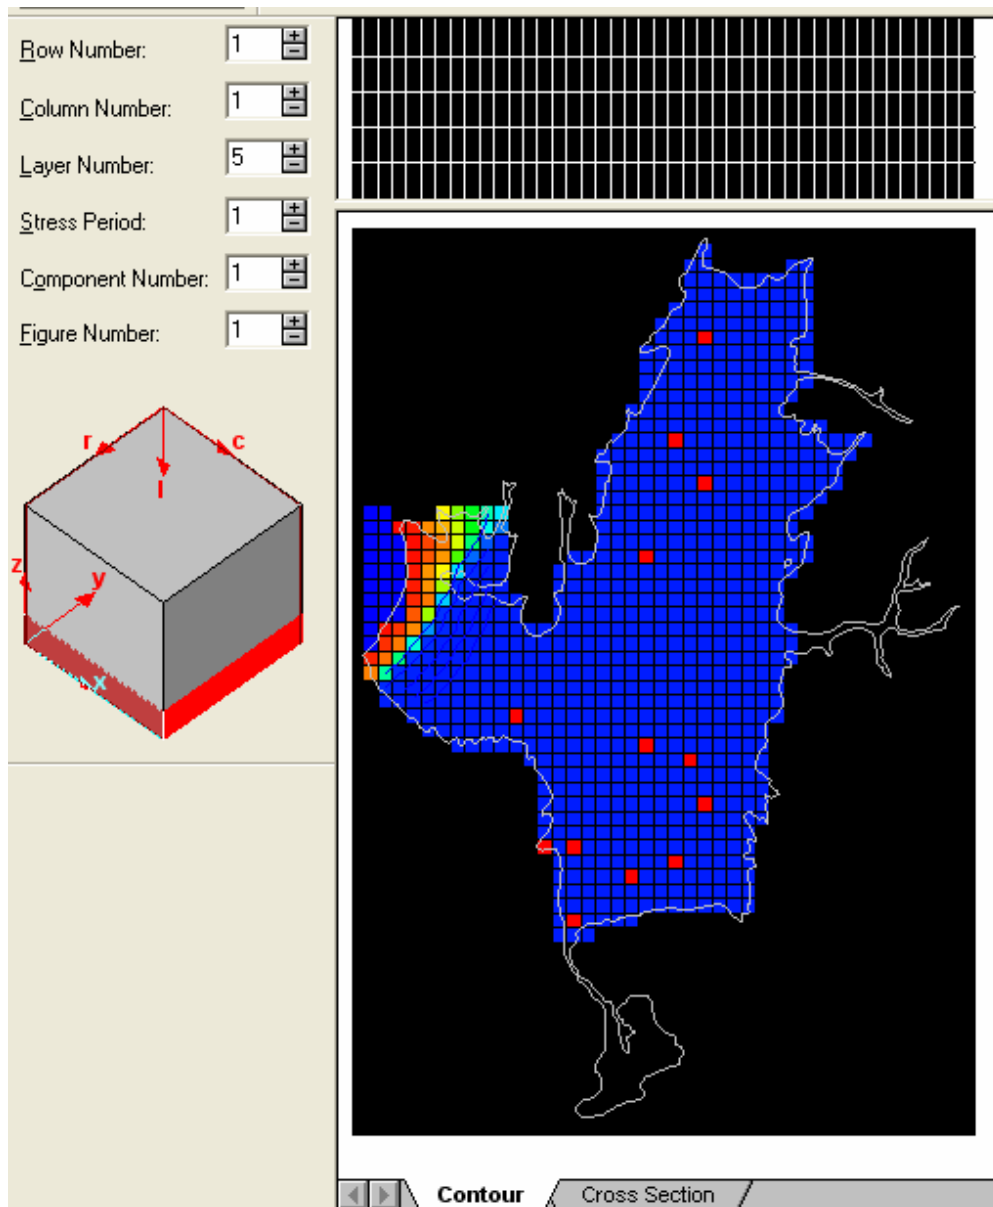 Row Number: 1
Column Number: 1
Layer Number: 5
Stress Period: 1
Component Number: 1
Figure Number: 1
r
c
l
z
y
x
Contour
Cross Section